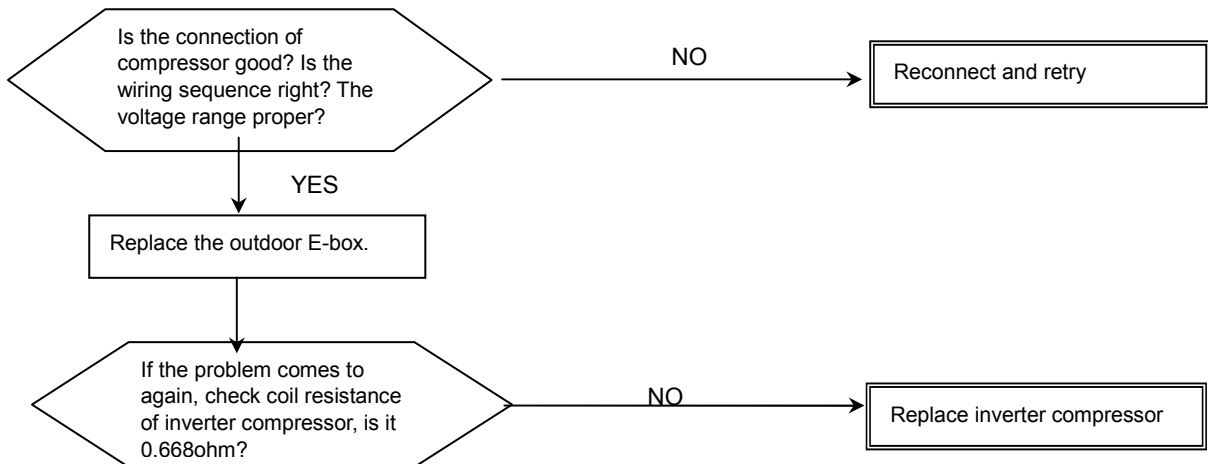 Is the connection of
compressor good? Is the
wiring sequence right? The
voltage range proper?
NO
Reconnect and retry
YES
Replace the outdoor E-box.
If the problem comes to
again, check coil resistance
of inverter compressor, is it
0.668ohm?
NO
Replace inverter compressor